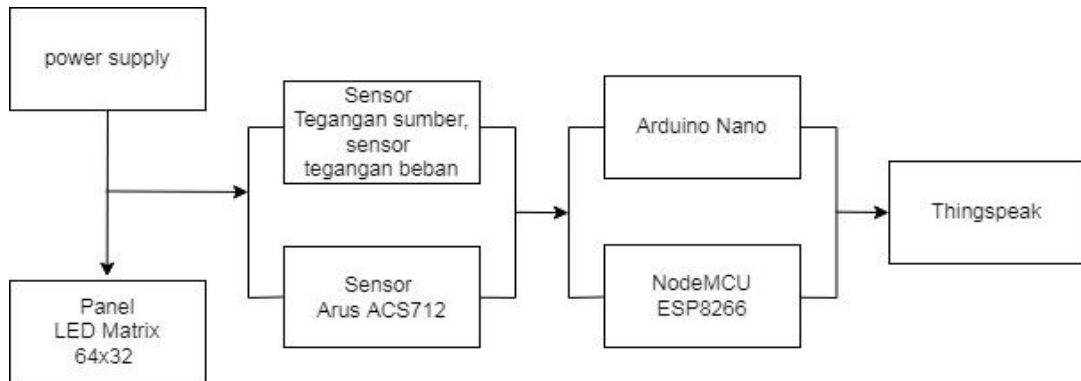 power supply
Sensor
Tegangan sumber,
sensor
tegangan beban
Arduino Nano
Thingspeak
Panel
LED Matrix
64x32
Sensor
Arus ACS712
NodeMCU
ESP8266